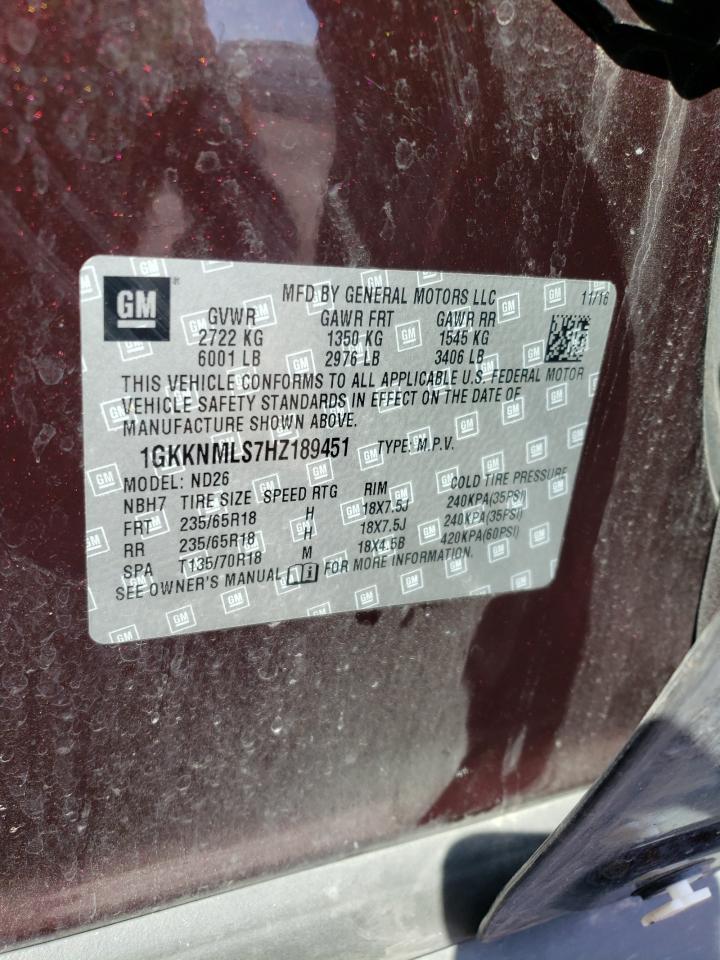 GM
MFD BY GENERAL MOTORS LLC 11/16
GVWR GAWR FRT GAWR RR
2722 KG 1350 KG 1545 KG
6001 LB 2976 LB 3406 LB
THIS VEHICLE CONFORMS TO ALL APPLICABLE U.S. FEDERAL MOTOR
VEHICLE SAFETY STANDARDS IN EFFECT ON THE DATE OF
MANUFACTURE SHOWN ABOVE.
1GKKNMLS7HZ189451 TYPE: M.P.V.
MODEL: ND26
NBH7 TIRE SIZE SPEED RTG RIM COLD TIRE PRESSURE
FRT 235/65R18 H 18X7.5J 240KPA(35PSI)
RR 235/65R18 H 18X7.5J 240KPA(35PSI)
SPA T135/70R18 M 18X4.5B 420KPA(60PSI)
SEE OWNER'S MANUAL FOR MORE INFORMATION.